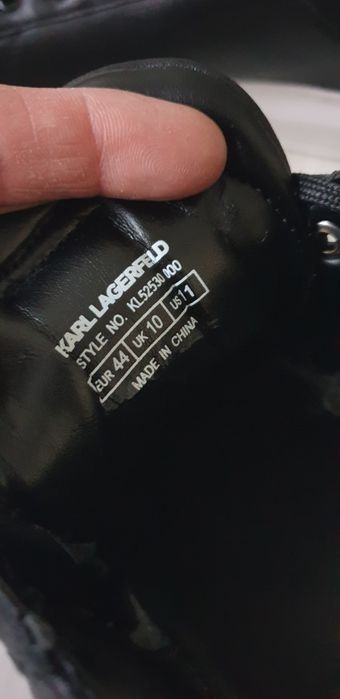 KARL LAGERFELD
STYLE NO. KL52530 000
EUR 44 UK 10 US 11
MADE IN CHINA